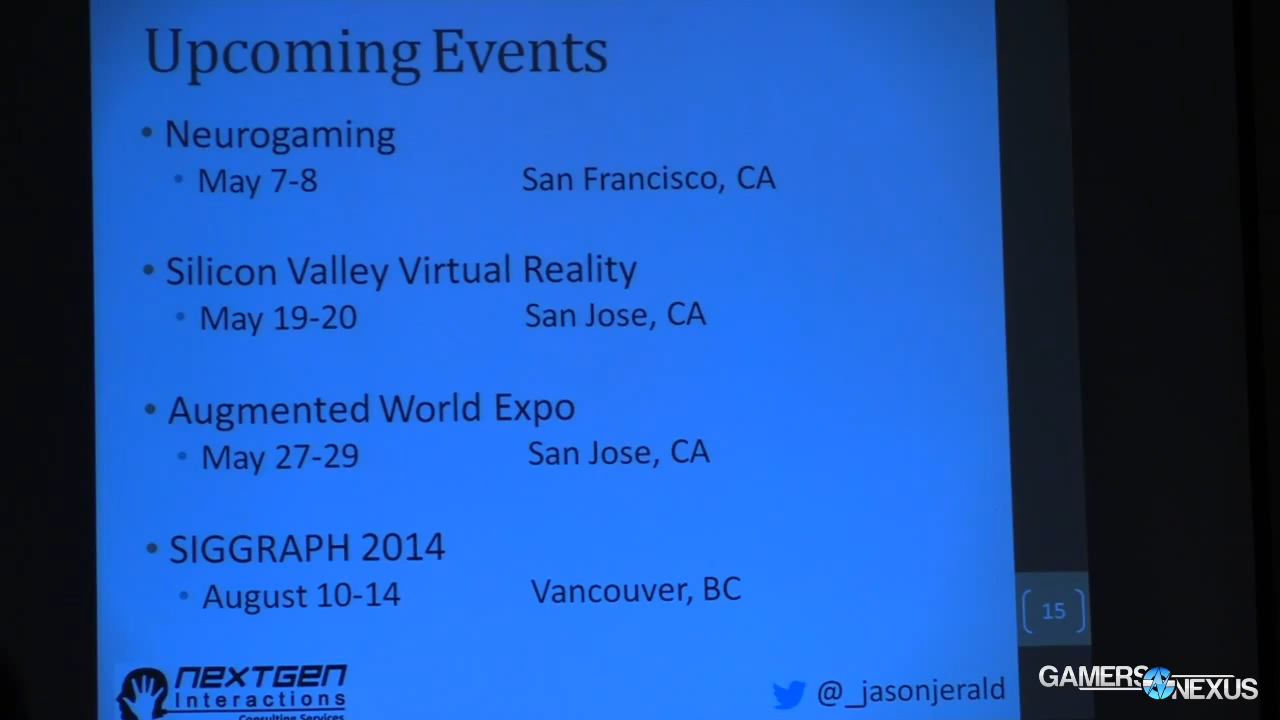 Upcoming Events
• Neurogaming
• May 7-8 San Francisco, CA
• Silicon Valley Virtual Reality
• May 19-20 San Jose, CA
• Augmented World Expo
• May 27-29 San Jose, CA
• SIGGRAPH 2014
• August 10-14 Vancouver, BC
15
NEXTGEN
Interactions
Consulting Services
@_jasonjerald
GAMERS
NEXUS